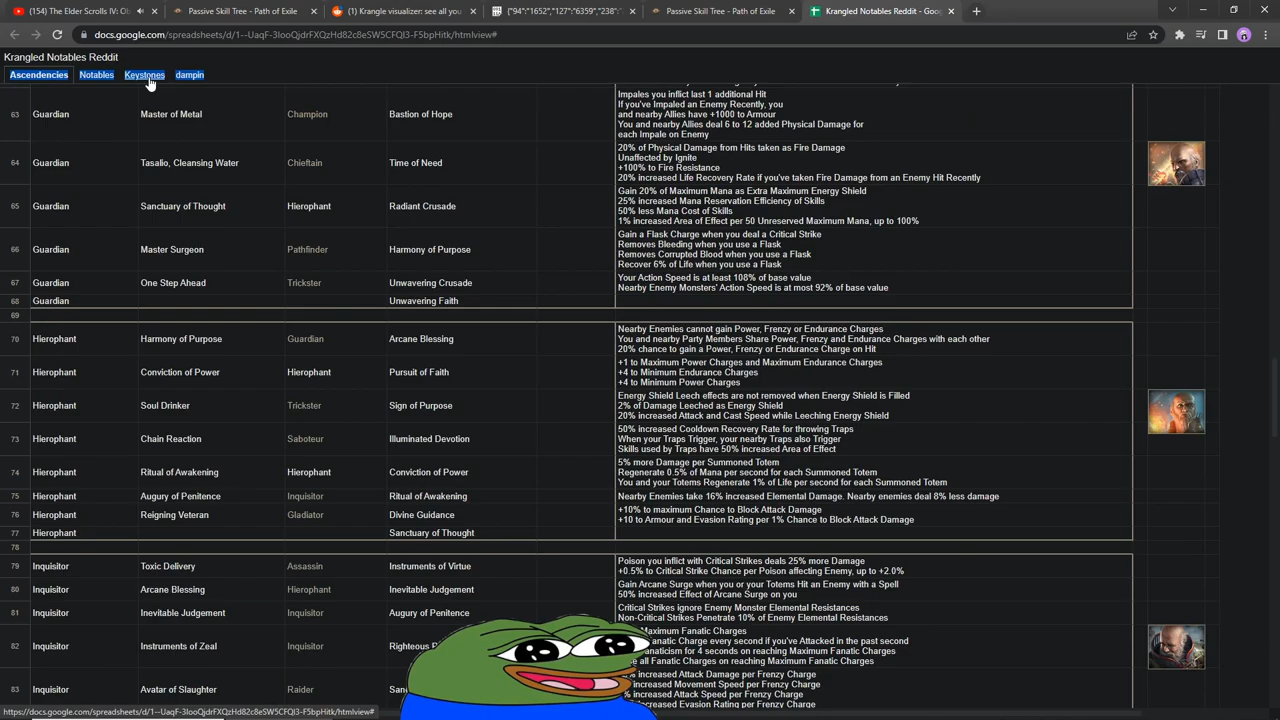 (154) The Elder Scrolls IV: Ob
Passive Skill Tree - Path of Exile
(1) Krangle visualizer: see all you
{"94":"1652","127":"6359","238":"
Passive Skill Tree - Path of Exile
Krangled Notables Reddit - Goog
docs.google.com/spreadsheets/d/1--UaqF-3IooQjdrFXQzHd82c8eSW5CFQI3-F5bpHitk/htmlview#
Krangled Notables Reddit
Ascendencies Notables Keystones dampin
Impales you inflict last 1 additional Hit
If you've Impaled an Enemy Recently, you
63 Guardian Master of Metal Champion Bastion of Hope and nearby Allies have +1000 to Armour
You and nearby Allies deal 6 to 12 added Physical Damage for
each Impale on Enemy
20% of Physical Damage from Hits taken as Fire Damage
Unaffected by Ignite
64 Guardian Tasalio, Cleansing Water Chieftain Time of Need +100% to Fire Resistance
20% increased Life Recovery Rate if you've taken Fire Damage from an Enemy Hit Recently
Gain 20% of Maximum Mana as Extra Maximum Energy Shield
25% increased Mana Reservation Efficiency of Skills
65 Guardian Sanctuary of Thought Hierophant Radiant Crusade 50% less Mana Cost of Skills
1% increased Area of Effect per 50 Unreserved Maximum Mana, up to 100%
Gain a Flask Charge when you deal a Critical Strike
Removes Bleeding when you use a Flask
66 Guardian Master Surgeon Pathfinder Harmony of Purpose Removes Corrupted Blood when you use a Flask
Recover 6% of Life when you use a Flask
67 Guardian One Step Ahead Trickster Unwavering Crusade Your Action Speed is at least 108% of base value
Nearby Enemy Monsters' Action Speed is at most 92% of base value
68 Guardian Unwavering Faith
69
Nearby Enemies cannot gain Power, Frenzy or Endurance Charges
70 Hierophant Harmony of Purpose Guardian Arcane Blessing You and nearby Party Members Share Power, Frenzy and Endurance Charges with each other
20% chance to gain a Power, Frenzy or Endurance Charge on Hit
+1 to Maximum Power Charges and Maximum Endurance Charges
71 Hierophant Conviction of Power Hierophant Pursuit of Faith +4 to Minimum Endurance Charges
+4 to Minimum Power Charges
Energy Shield Leech effects are not removed when Energy Shield is Filled
72 Hierophant Soul Drinker Trickster Sign of Purpose 2% of Damage Leeched as Energy Shield
20% increased Attack and Cast Speed while Leeching Energy Shield
50% increased Cooldown Recovery Rate for throwing Traps
73 Hierophant Chain Reaction Saboteur Illuminated Devotion When your Traps Trigger, your nearby Traps also Trigger
Skills used by Traps have 50% increased Area of Effect
5% more Damage per Summoned Totem
74 Hierophant Ritual of Awakening Hierophant Conviction of Power Regenerate 0.5% of Mana per second for each Summoned Totem
You and your Totems Regenerate 1% of Life per second for each Summoned Totem
75 Hierophant Augury of Penitence Inquisitor Ritual of Awakening Nearby Enemies take 16% increased Elemental Damage. Nearby enemies deal 8% less damage
76 Hierophant Reigning Veteran Gladiator Divine Guidance +10% to maximum Chance to Block Attack Damage
+10 to Armour and Evasion Rating per 1% Chance to Block Attack Damage
77 Hierophant Sanctuary of Thought
78
79 Inquisitor Toxic Delivery Assassin Instruments of Virtue Poison you inflict with Critical Strikes deals 25% more Damage
+0.5% to Critical Strike Chance per Poison affecting Enemy, up to +2.0%
80 Inquisitor Arcane Blessing Hierophant Inevitable Judgement Gain Arcane Surge when you or your Totems Hit an Enemy with a Spell
50% increased Effect of Arcane Surge on you
81 Inquisitor Inevitable Judgement Inquisitor Augury of Penitence Critical Strikes ignore Enemy Monster Elemental Resistances
Non-Critical Strikes Penetrate 10% of Enemy Elemental Resistances
Maximum Fanatic Charges
82 Inquisitor Instruments of Zeal Inquisitor Righteous Fanatic Charge every second if you've Attacked in the past second
for 4 seconds on reaching Maximum Fanatic Charges
all Fanatic Charges on reaching Maximum Fanatic Charges
83 Inquisitor Avatar of Slaughter Raider increased Attack Damage per Frenzy Charge
increased Movement Speed per Frenzy Charge
increased Attack Speed per Frenzy Charge
increased Evasion Rating per Frenzy Charge
https://docs.google.com/spreadsheets/d/1--UaqF-3IooQjdrFXQzHd82c8eSW5CFQI3-F5bpHitk/htmlview#